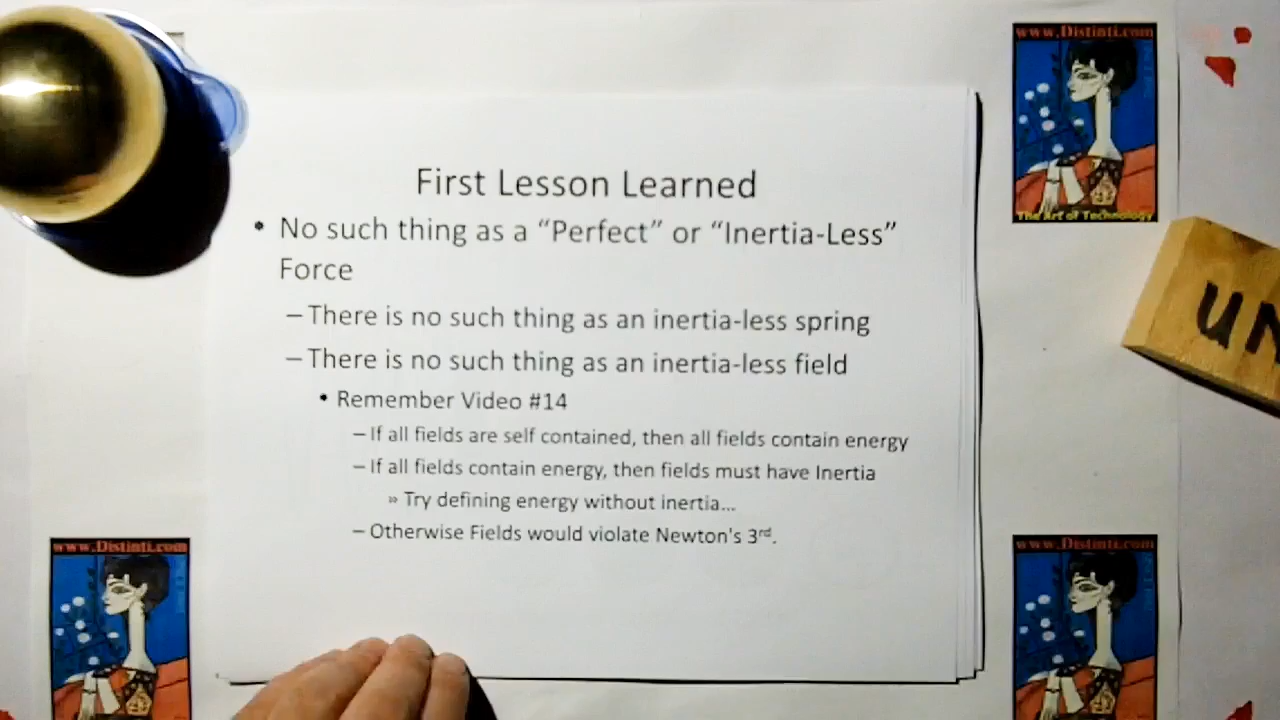 www.Distinti.com
The Art of Technology
First Lesson Learned
• No such thing as a “Perfect” or “Inertia-Less”
Force
– There is no such thing as an inertia-less spring
– There is no such thing as an inertia-less field
• Remember Video #14
– If all fields are self contained, then all fields contain energy
– If all fields contain energy, then fields must have Inertia
» Try defining energy without inertia...
– Otherwise Fields would violate Newton's 3rd.
UN
www.Distinti.com
www.Distinti.com